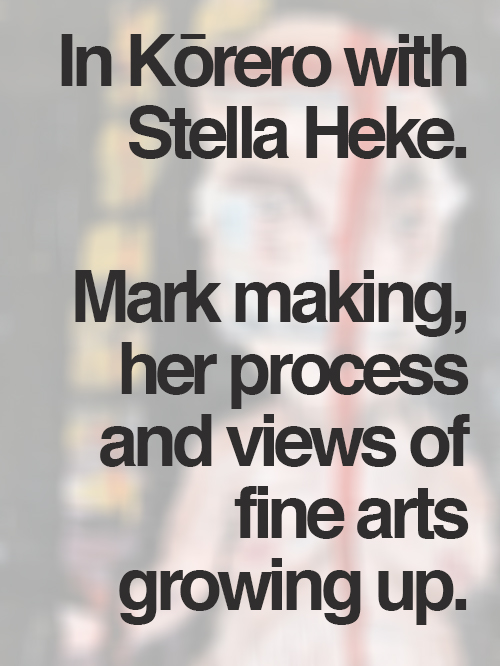 In Kōrero with
Stella Heke.
Mark making,
her process
and views of
fine arts
growing up.